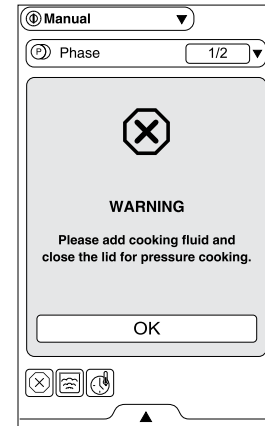 Manual
P Phase 1/2
WARNING
Please add cooking fluid and
close the lid for pressure cooking.
OK